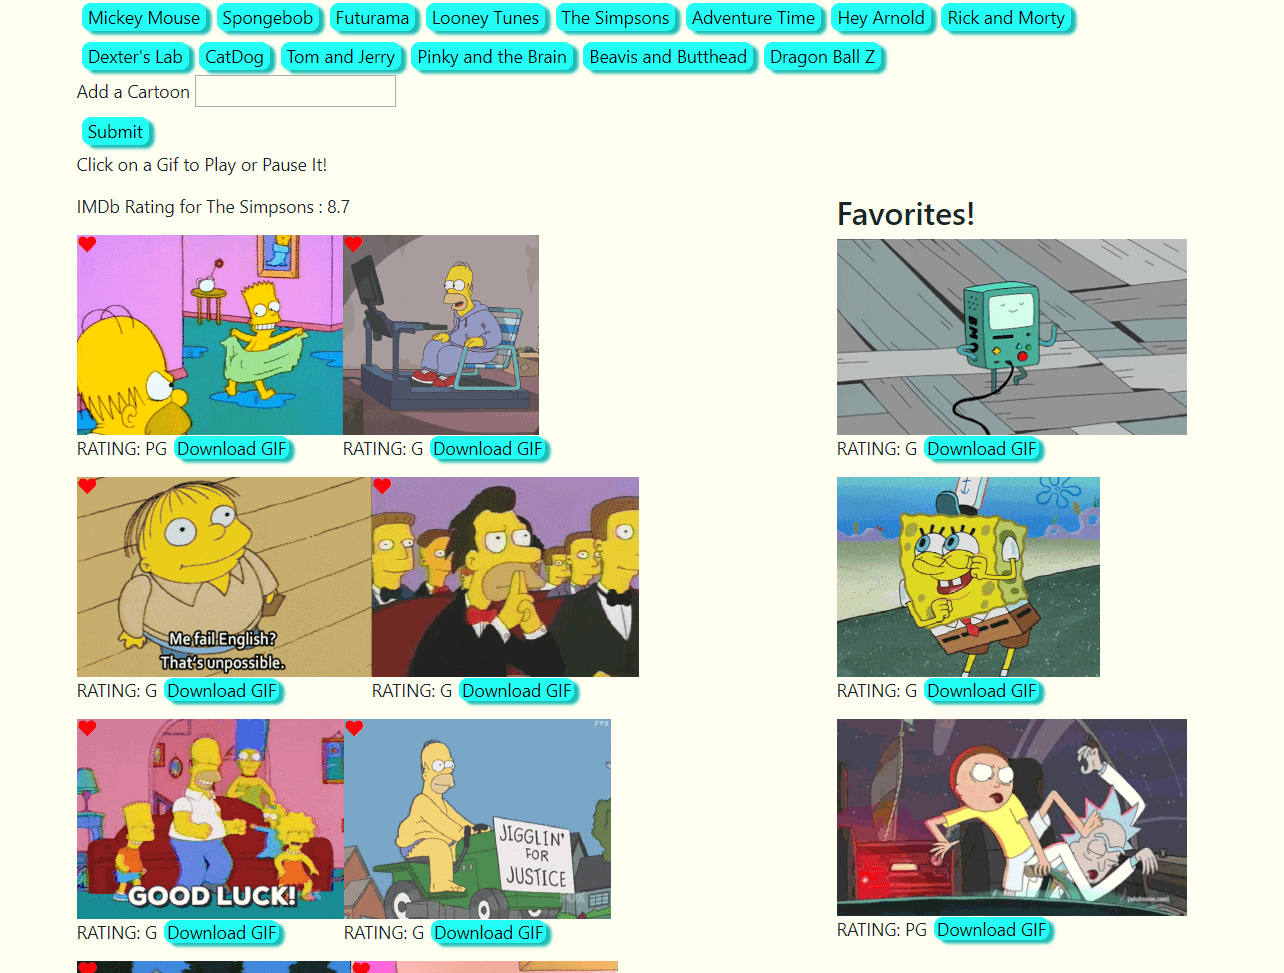 Mickey Mouse Spongebob Futurama Looney Tunes The Simpsons Adventure Time Hey Arnold Rick and Morty
Dexter's Lab CatDog Tom and Jerry Pinky and the Brain Beavis and Butthead Dragon Ball Z
Add a Cartoon
Submit
Click on a Gif to Play or Pause It!
IMDb Rating for The Simpsons : 8.7
RATING: PG Download GIF RATING: G Download GIF
Me fail English?
That's unpossible.
RATING: G Download GIF RATING: G Download GIF
FYB
JIGGLIN'
FOR
JUSTICE
GOOD LUCK!
RATING: G Download GIF RATING: G Download GIF
Favorites!
BMO
RATING: G Download GIF
RATING: G Download GIF
RATING: PG Download GIF